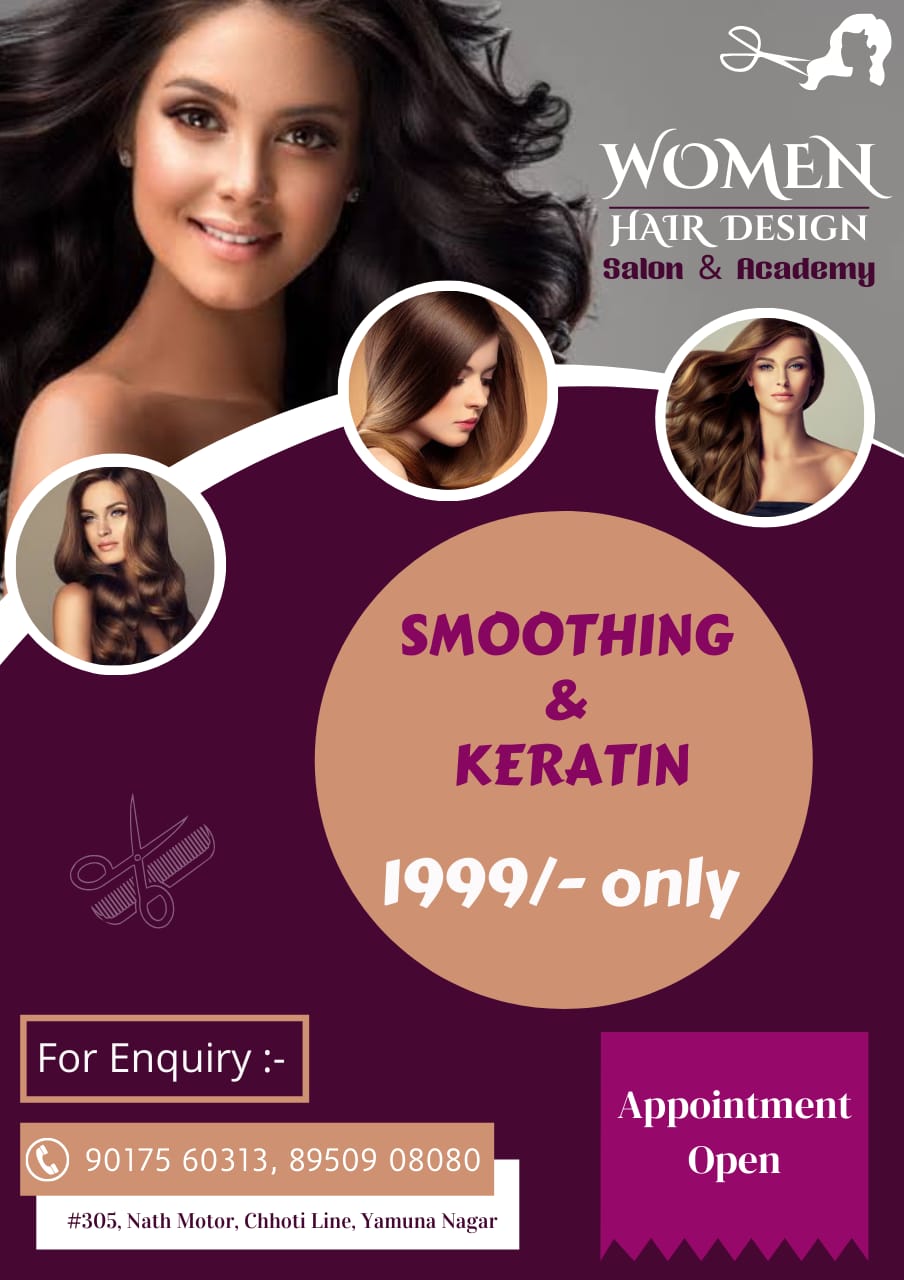 WOMEN
HAIR DESIGN
Salon & Academy
SMOOTHING
&
KERATIN
1999/- only
For Enquiry :-
90175 60313, 89509 08080
#305, Nath Motor, Chhoti Line, Yamuna Nagar
Appointment
Open